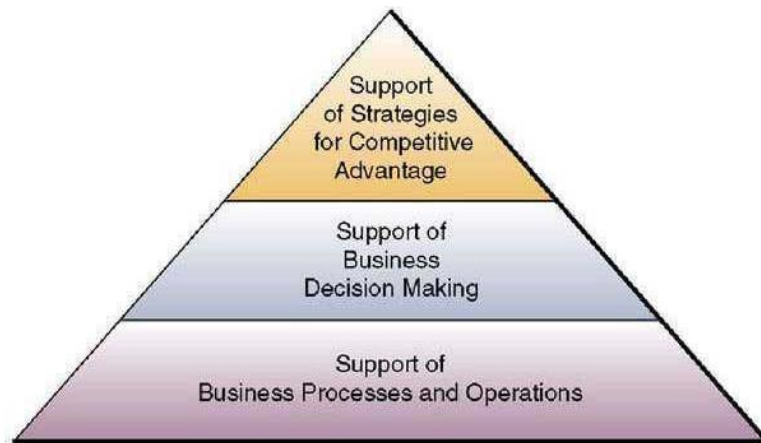 Support
of Strategies
for Competitive
Advantage
Support of
Business
Decision Making
Support of
Business Processes and Operations